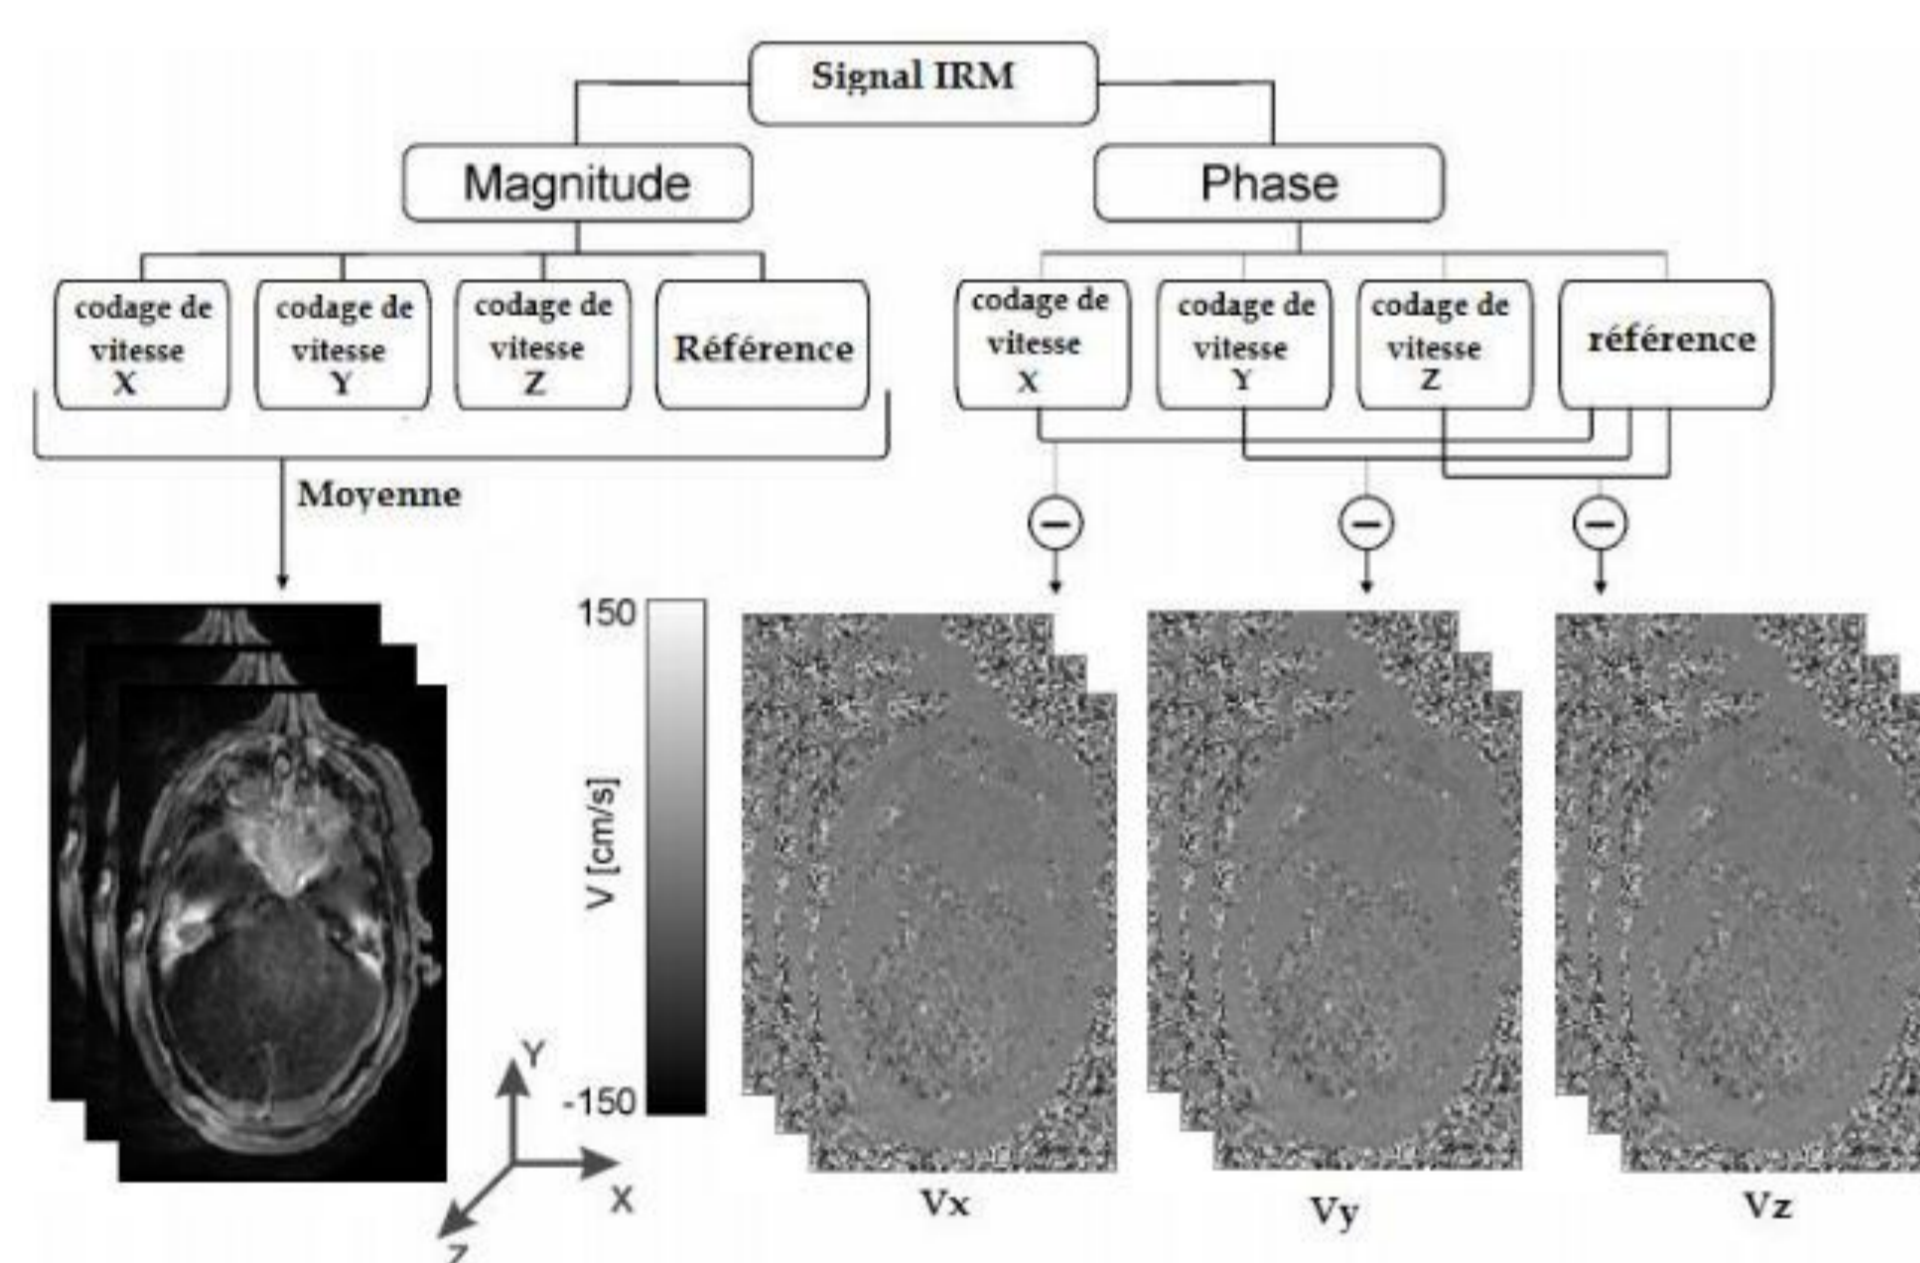 Signal IRM
Magnitude
Phase
codage de
vitesse
X
codage de
vitesse
Y
codage de
vitesse
Z
Référence
codage de
vitesse
X
codage de
vitesse
Y
codage de
vitesse
Z
référence
Moyenne
150
V [cm/s]
-150
Y
X
Z
Vx
Vy
Vz